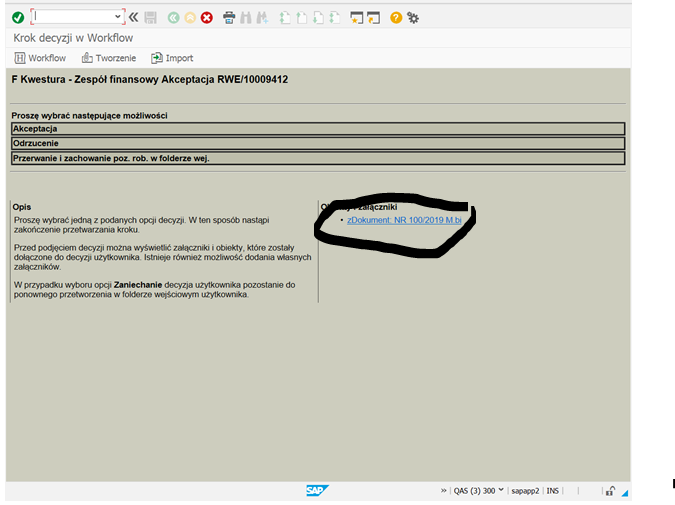 Krok decyzji w Workflow
Workflow Tworzenie Import
F Kwestura - Zespół finansowy Akceptacja RWE/10009412
Proszę wybrać następujące możliwości
Akceptacja
Odrzucenie
Przerwanie i zachowanie poz. rob. w folderze wej.
Opis
Proszę wybrać jedną z podanych opcji decyzji. W ten sposób nastąpi
zakończenie przetwarzania kroku.
Przed podjęciem decyzji można wyświetlić załączniki i obiekty, które zostały
dołączone do decyzji użytkownika. Istnieje również możliwość dodania własnych
załączników.
W przypadku wyboru opcji Zaniechanie decyzja użytkownika pozostanie do
ponownego przetworzenia w folderze wejściowym użytkownika.
załączniki
• zDokument: NR 100/2019 M.bi
SAP
» QAS (3) 300 sapapp2 INS